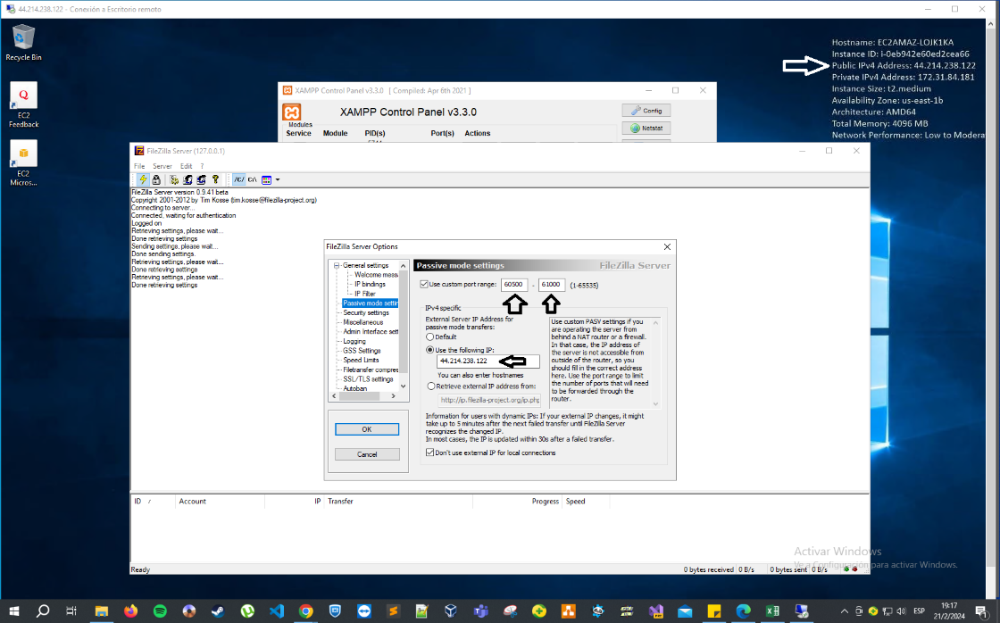 44.214.238.122 - Conexión a Escritorio remoto
Recycle Bin
EC2
Feedback
EC2
Micros...
Hostname: EC2AMAZ-LOJK1KA
Instance ID: i-0eb942e60ed2cea66
Public IPv4 Address: 44.214.238.122
Private IPv4 Address: 172.31.84.181
Instance Size: t2.medium
Availability Zone: us-east-1b
Architecture: AMD64
Total Memory: 4096 MB
Network Performance: Low to Modera
XAMPP Control Panel v3.3.0 [ Compiled: Apr 6th 2021 ]
XAMPP Control Panel v3.3.0
Config
Netstat
Modules
Service Module PID(s) Port(s) Actions
FileZilla Server (127.0.0.1)
File Server Edit ?
/C/ C:\
FileZilla Server version 0.9.41 beta
Copyright 2001-2012 by Tim Kosse (tim.kosse@filezilla-project.org)
Connecting to server...
Connected, waiting for authentication
Logged on
Retrieving settings, please wait...
Done retrieving settings
Sending settings, please wait...
Done sending settings.
Retrieving settings, please wait...
Done retrieving settings
Retrieving settings, please wait...
Done retrieving settings
FileZilla Server Options
General settings
Welcome mess
IP bindings
IP Filter
Passive mode settin
Security settings
Miscellaneous
Admin Interface sett
Logging
GSS Settings
Speed Limits
Filetransfer compres
SSL/TLS settings
Autoban
OK
Cancel
Passive mode settings FileZilla Server
Use custom port range: 60500 - 61000 (1-65535)
IPv4 specific
External Server IP Address for
passive mode transfers:
Default
Use the following IP:
44.214.238.122
You can also enter hostnames
Retrieve external IP address from:
http://ip.filezilla-project.org/ip.php
Use custom PASV settings if you
are operating the server from
behind a NAT router or a firewall.
In that case, the IP address of
the server is not accessible from
outside of the router, so you
should fill in the correct address
here. Use the port range to limit
the number of ports that will need
to be forwarded through the
router.
Information for users with dynamic IPs: If your external IP changes, it might
take up to 5 minutes after the next failed transfer until FileZilla Server
recognizes the changed IP.
In most cases, the IP is updated within 30s after a failed transfer.
Don't use external IP for local connections
ID / Account IP Transfer Progress Speed
Activar Windows
Ve a Configuración para activar Windows.
Ready 0 bytes received 0 B/s 0 bytes sent 0 B/s
ESP
19:17
21/2/2024